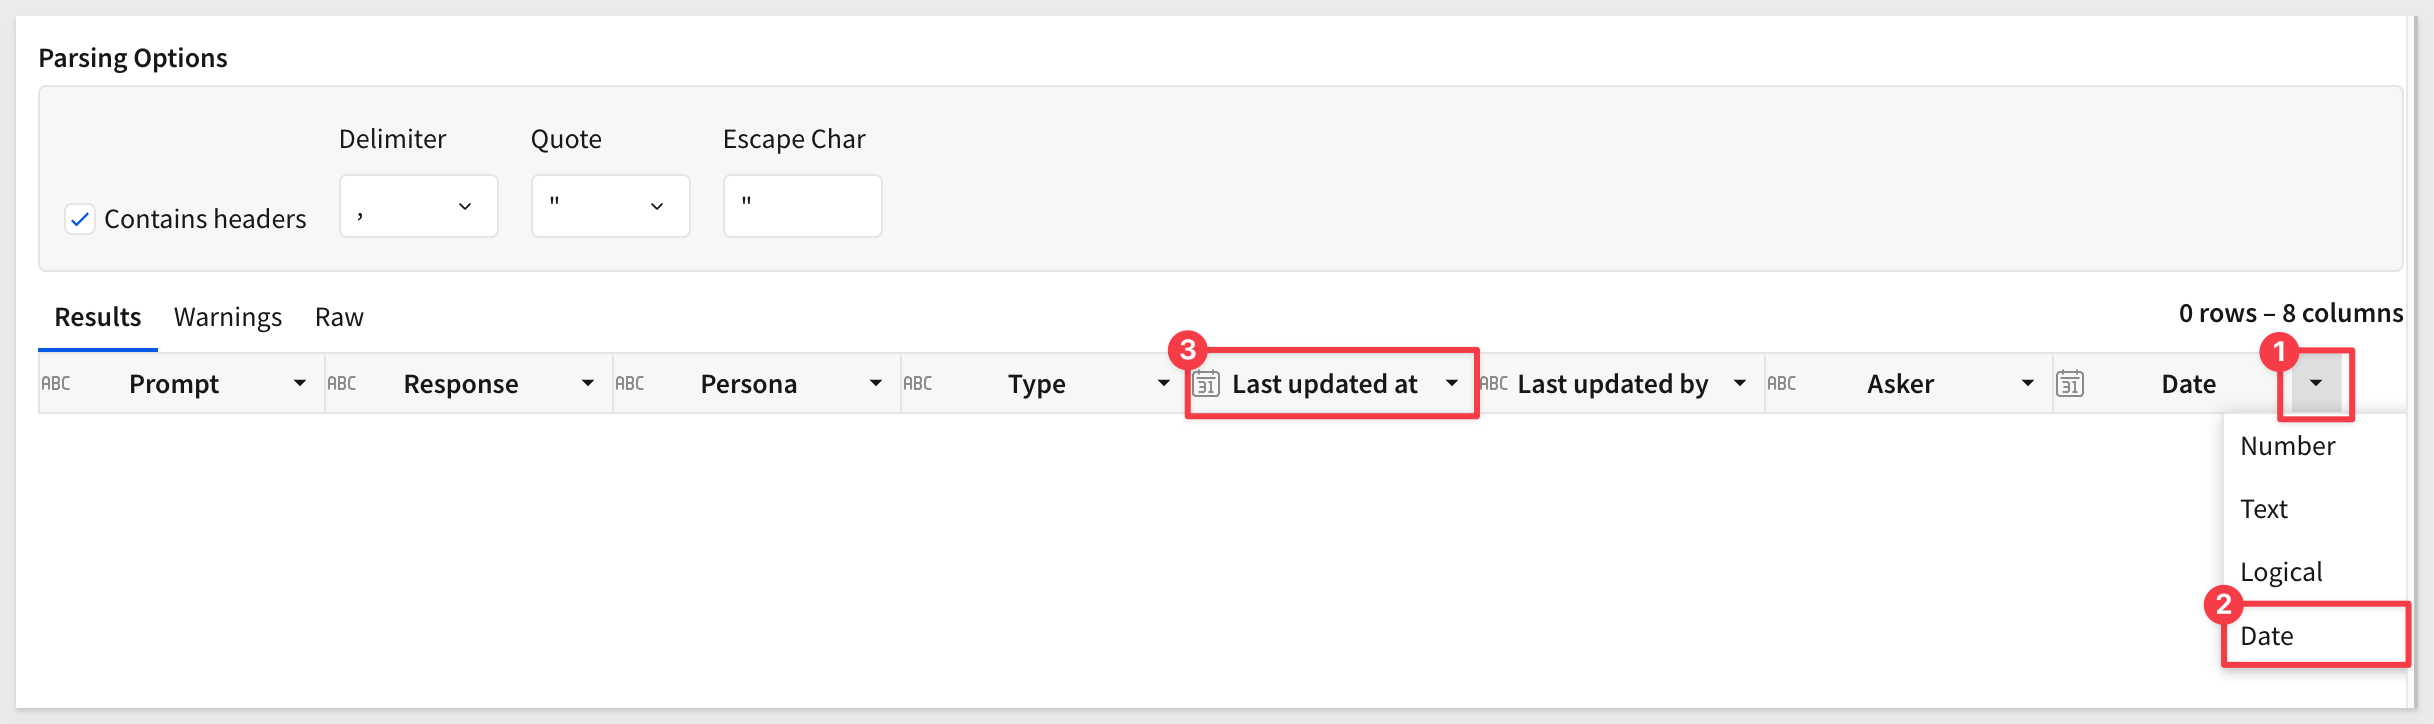 Parsing Options
Delimiter Quote Escape Char
Contains headers , " "
Results Warnings Raw 0 rows – 8 columns
3 1
ABC Prompt ABC Response ABC Persona ABC Type 31 Last updated at ABC Last updated by ABC Asker 31 Date
Number
Text
Logical
2
Date